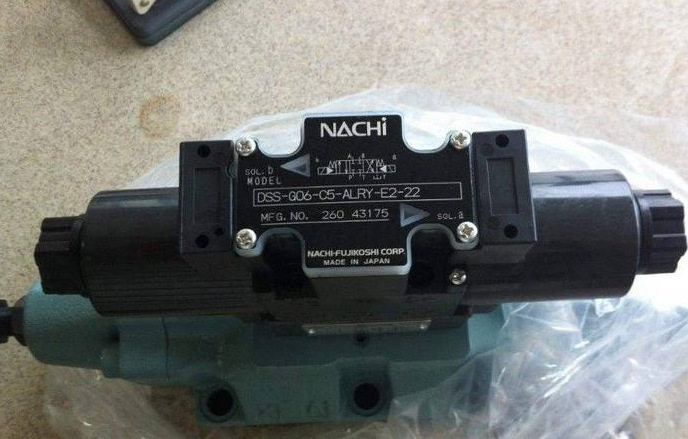 NACHi
SOL.b
MODEL
DSS-G06-C5-ALRY-E2-22
MFG.NO. 260 43175
SOL.a
NACHI-FUJIKOSHI CORP.
MADE IN JAPAN